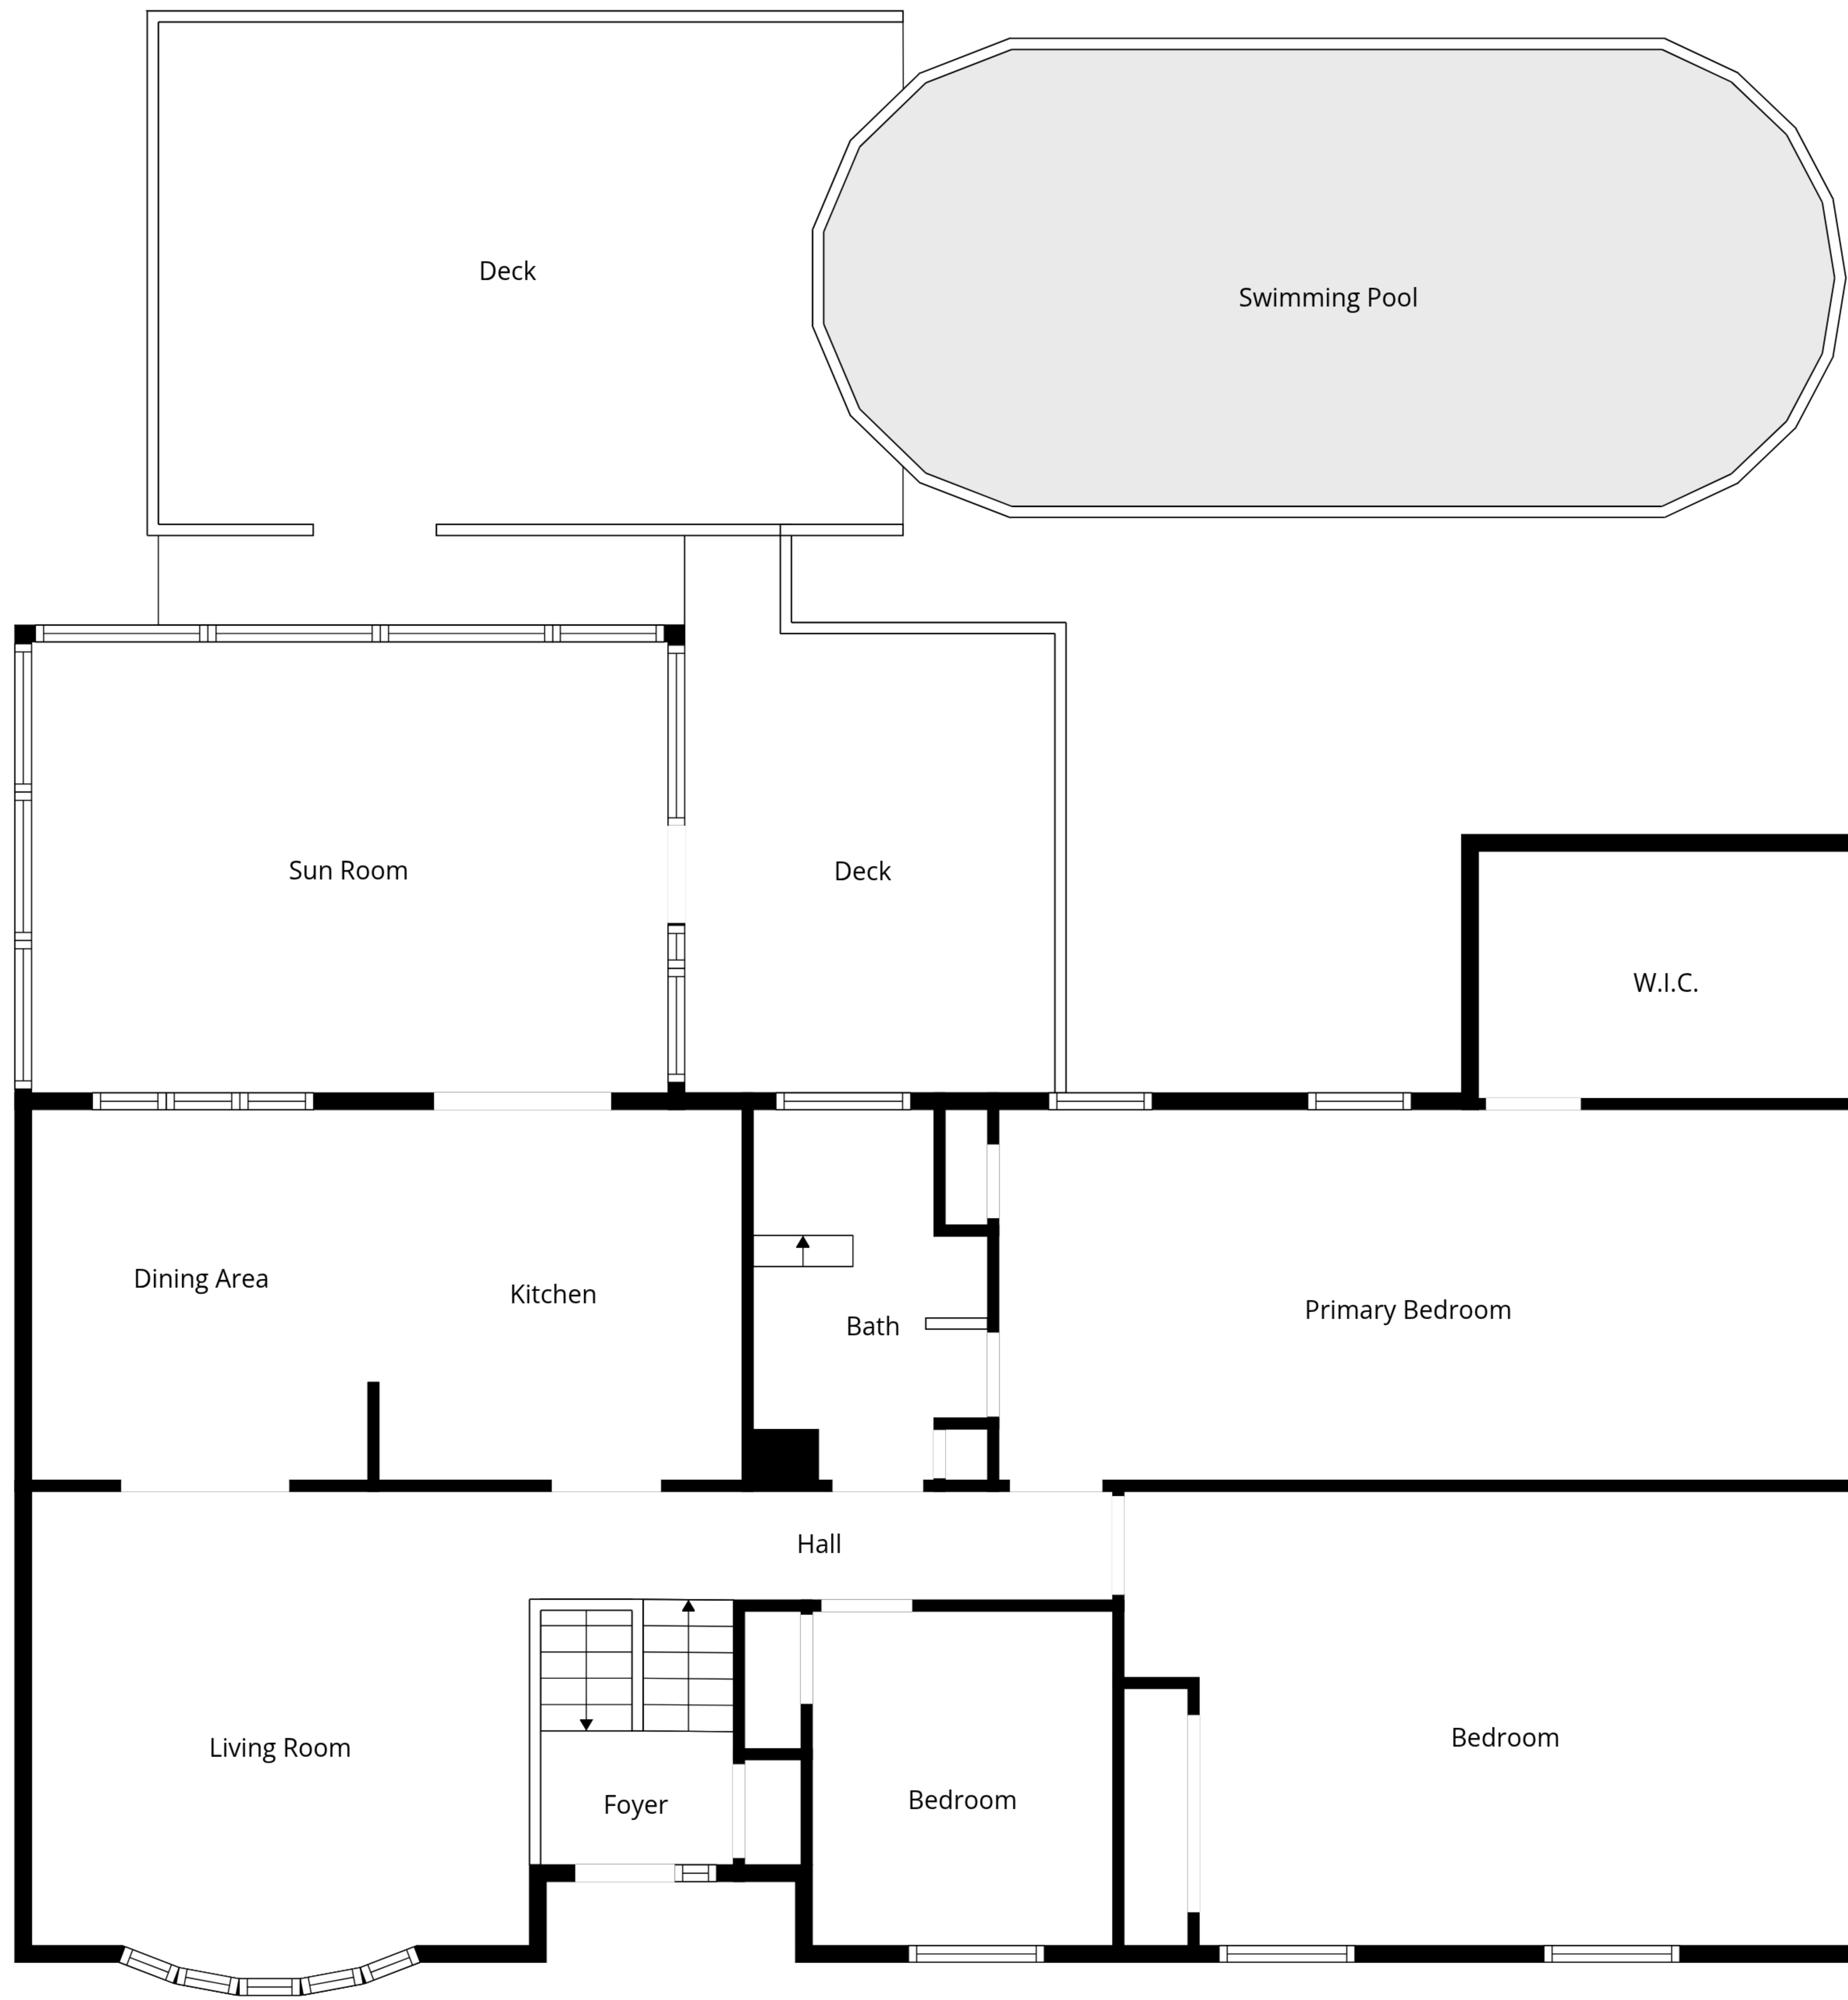 Deck
Swimming Pool
Sun Room
Deck
W.I.C.
Dining Area
Kitchen
Bath
Primary Bedroom
Hall
Living Room
Foyer
Bedroom
Bedroom